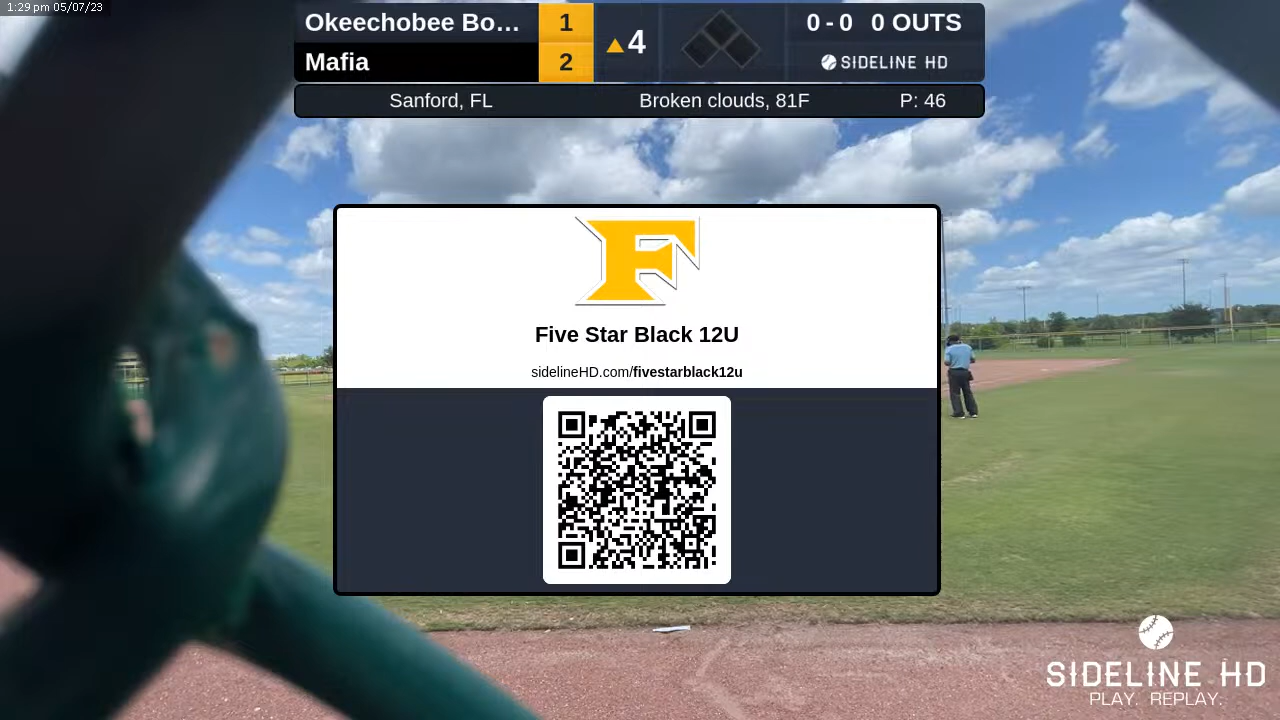 1:29 pm 05/07/23
Okeechobee Bo... 1
Mafia 2
▲4
0 - 0 0 OUTS
SIDELINE HD
Sanford, FL Broken clouds, 81F P: 46
F
Five Star Black 12U
sidelineHD.com/fivestarblack12u
SIDELINE HD
PLAY. REPLAY.